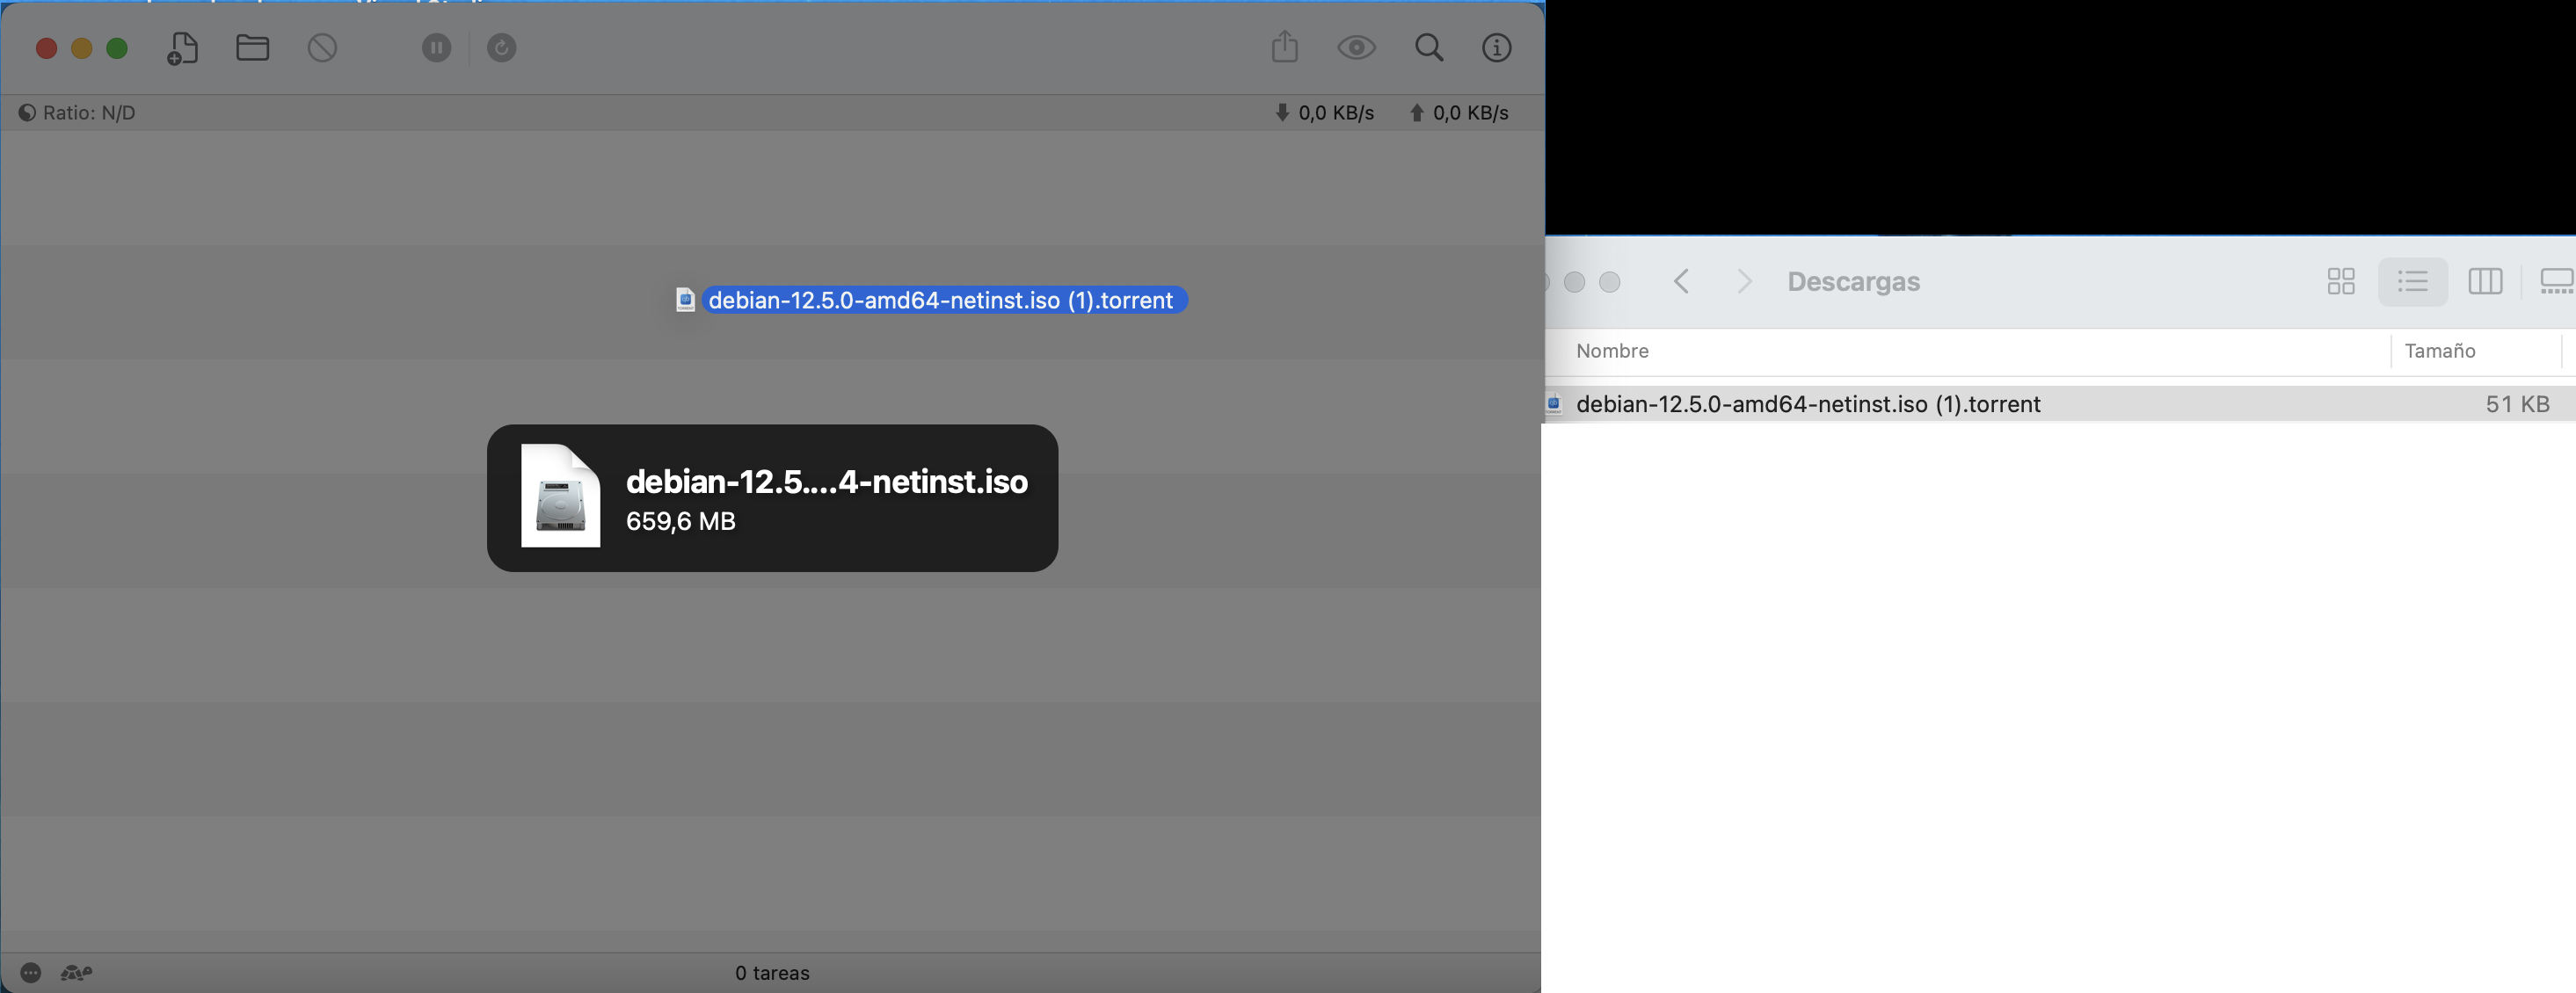 Ratio: N/D
0,0 KB/s
0,0 KB/s
debian-12.5.0-amd64-netinst.iso (1).torrent
debian-12.5....4-netinst.iso
659,6 MB
0 tareas
Descargas
Nombre
Tamaño
debian-12.5.0-amd64-netinst.iso (1).torrent
51 KB